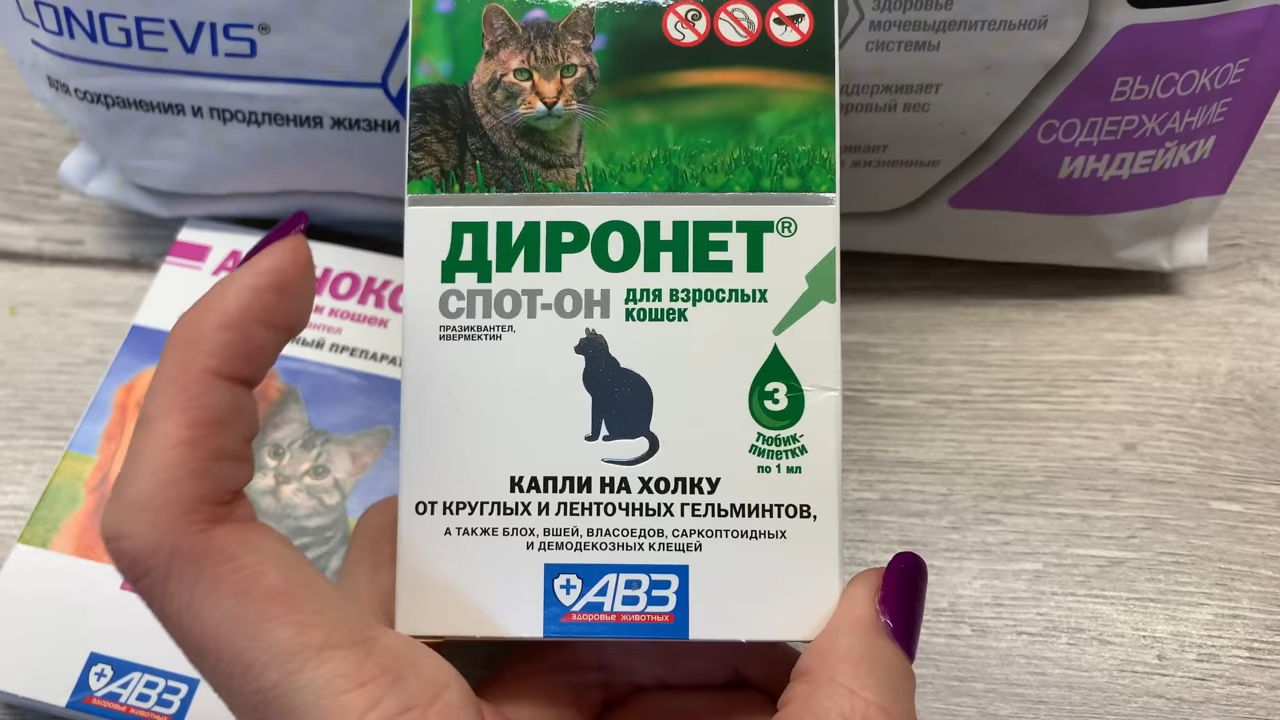 LONGEVIS®
для сохранения и продления жизни
здоровье
мочевыделительной
системы
вес
жизненные
ВЫСОКОЕ
СОДЕРЖАНИЕ
ИНДЕЙКИ
кошек
ДИРОНЕТ®
СПОТ-ОН
для взрослых
кошек
ПРАЗИКВАНТЕЛ,
ИВЕРМЕКТИН
3
ТЮБИК-
ПИПЕТКИ
по 1 мл
КАПЛИ НА ХОЛКУ
ОТ КРУГЛЫХ И ЛЕНТОЧНЫХ ГЕЛЬМИНТОВ,
А ТАКЖЕ БЛОХ, ВШЕЙ, ВЛАСОЕДОВ, САРКОПТОИДНЫХ
И ДЕМОДЕКОЗНЫХ КЛЕЩЕЙ
АВЗ
здоровье животных
АВЗ
здоровье животных